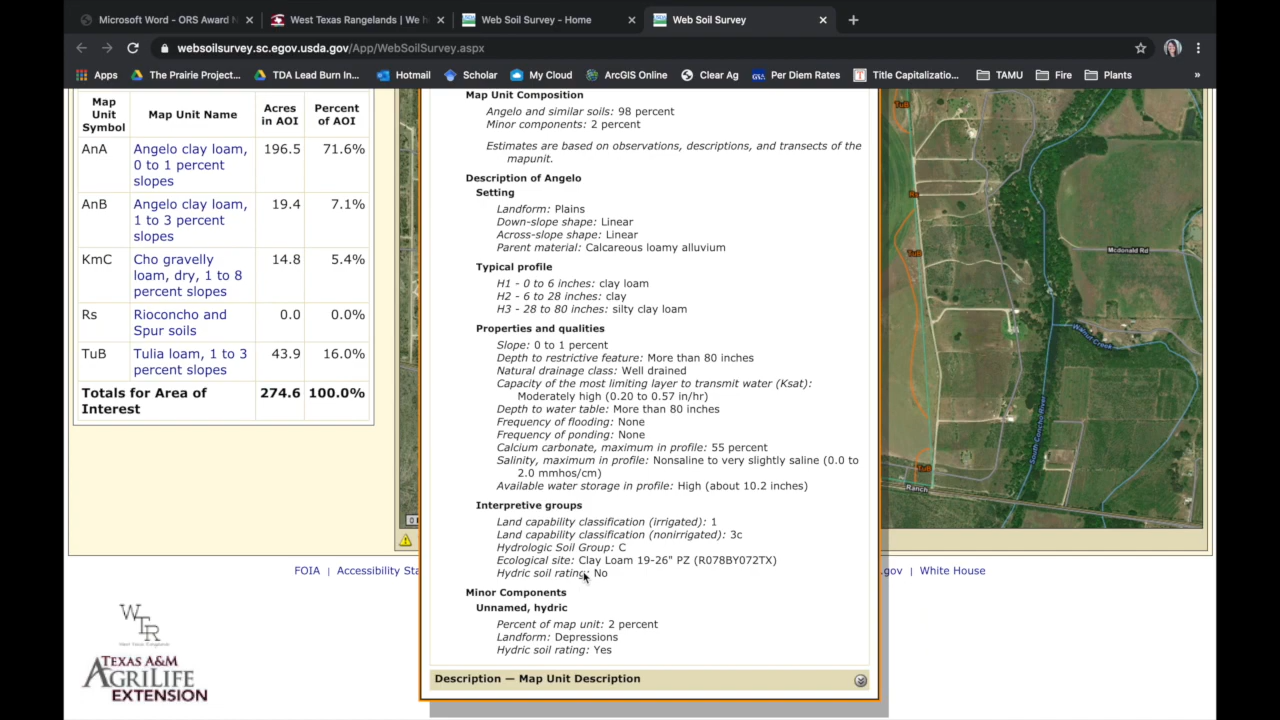 Microsoft Word - ORS Award N
West Texas Rangelands | We h
Web Soil Survey - Home
Web Soil Survey
websoilsurvey.sc.egov.usda.gov/App/WebSoilSurvey.aspx
Apps
The Prairie Project...
TDA Lead Burn In...
Hotmail
Scholar
My Cloud
ArcGIS Online
Clear Ag
GSA
Per Diem Rates
Title Capitalizatio...
TAMU
Fire
Plants
»
Map Unit Symbol
Map Unit Name
Acres in AOI
Percent of AOI
AnA
Angelo clay loam, 0 to 1 percent slopes
196.5
71.6%
AnB
Angelo clay loam, 1 to 3 percent slopes
19.4
7.1%
KmC
Cho gravelly loam, dry, 1 to 8 percent slopes
14.8
5.4%
Rs
Rioconcho and Spur soils
0.0
0.0%
TuB
Tulia loam, 1 to 3 percent slopes
43.9
16.0%
Totals for Area of Interest
274.6
100.0%
Map Unit Composition
Angelo and similar soils: 98 percent
Minor components: 2 percent
Estimates are based on observations, descriptions, and transects of the
mapunit.
Description of Angelo
Setting
Landform: Plains
Down-slope shape: Linear
Across-slope shape: Linear
Parent material: Calcareous loamy alluvium
Typical profile
H1 - 0 to 6 inches: clay loam
H2 - 6 to 28 inches: clay
H3 - 28 to 80 inches: silty clay loam
Properties and qualities
Slope: 0 to 1 percent
Depth to restrictive feature: More than 80 inches
Natural drainage class: Well drained
Capacity of the most limiting layer to transmit water (Ksat):
Moderately high (0.20 to 0.57 in/hr)
Depth to water table: More than 80 inches
Frequency of flooding: None
Frequency of ponding: None
Calcium carbonate, maximum in profile: 55 percent
Salinity, maximum in profile: Nonsaline to very slightly saline (0.0 to
2.0 mmhos/cm)
Available water storage in profile: High (about 10.2 inches)
Interpretive groups
Land capability classification (irrigated): 1
Land capability classification (nonirrigated): 3c
Hydrologic Soil Group: C
Ecological site: Clay Loam 19-26" PZ (R078BY072TX)
Hydric soil rating: No
Minor Components
Unnamed, hydric
Percent of map unit: 2 percent
Landform: Depressions
Hydric soil rating: Yes
Description — Map Unit Description
TuB
Rs
TuB
TuB
Ranch
Mcdonald Rd
Walnut Creek
South Concho River
0
FOIA | Accessibility Sta
.gov | White House
WTR
TEXAS A&M
AGRILIFE
EXTENSION